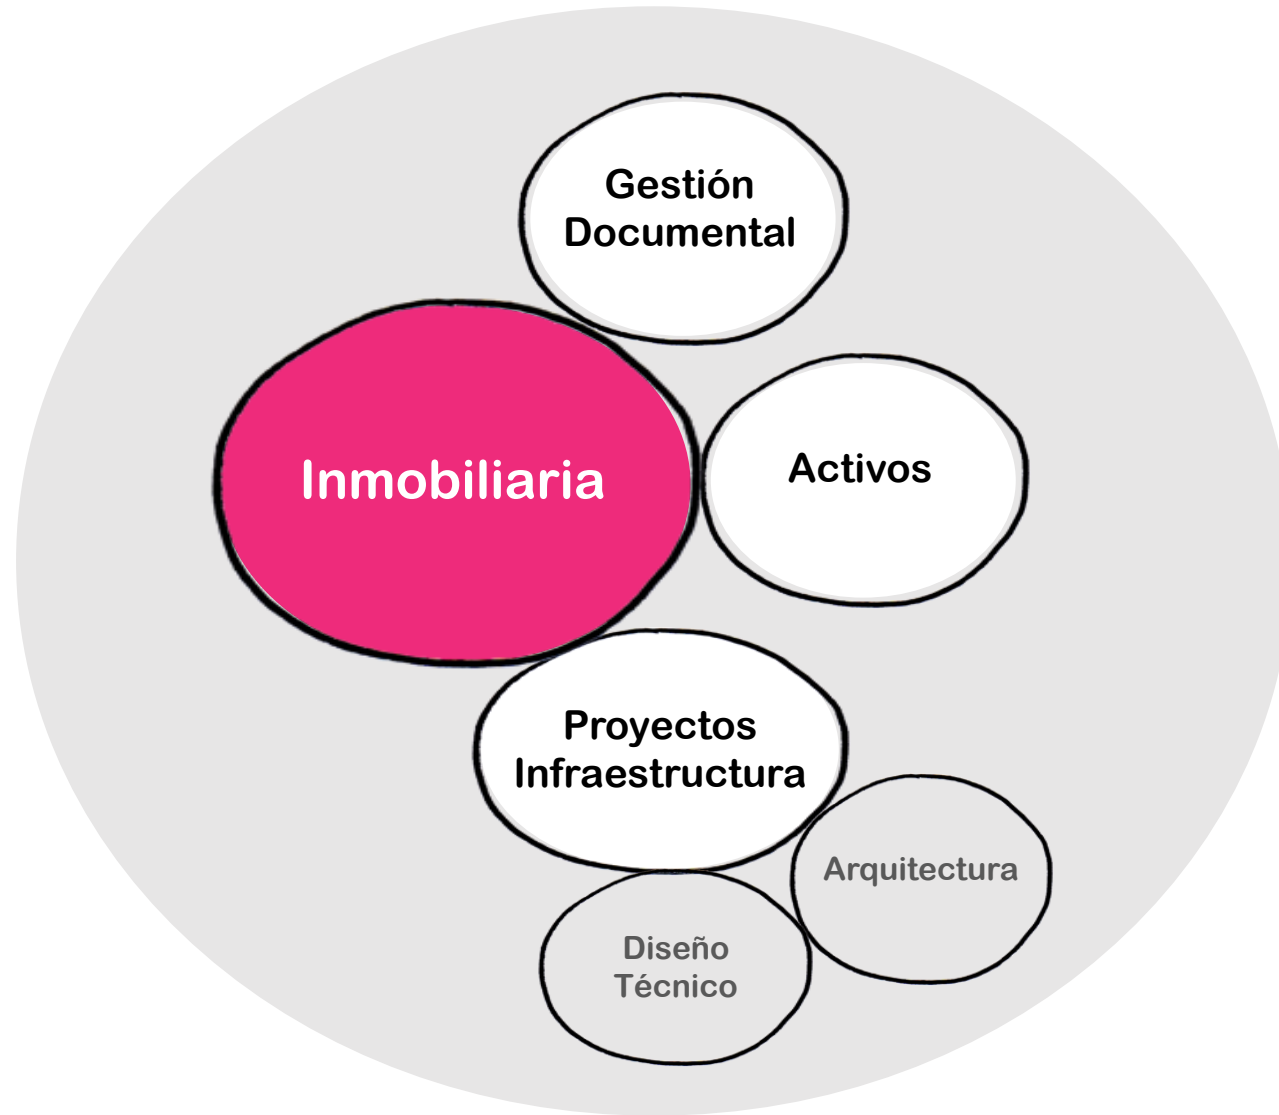 Gestión
Documental
Inmobiliaria
Activos
Proyectos
Infraestructura
Arquitectura
Diseño
Técnico